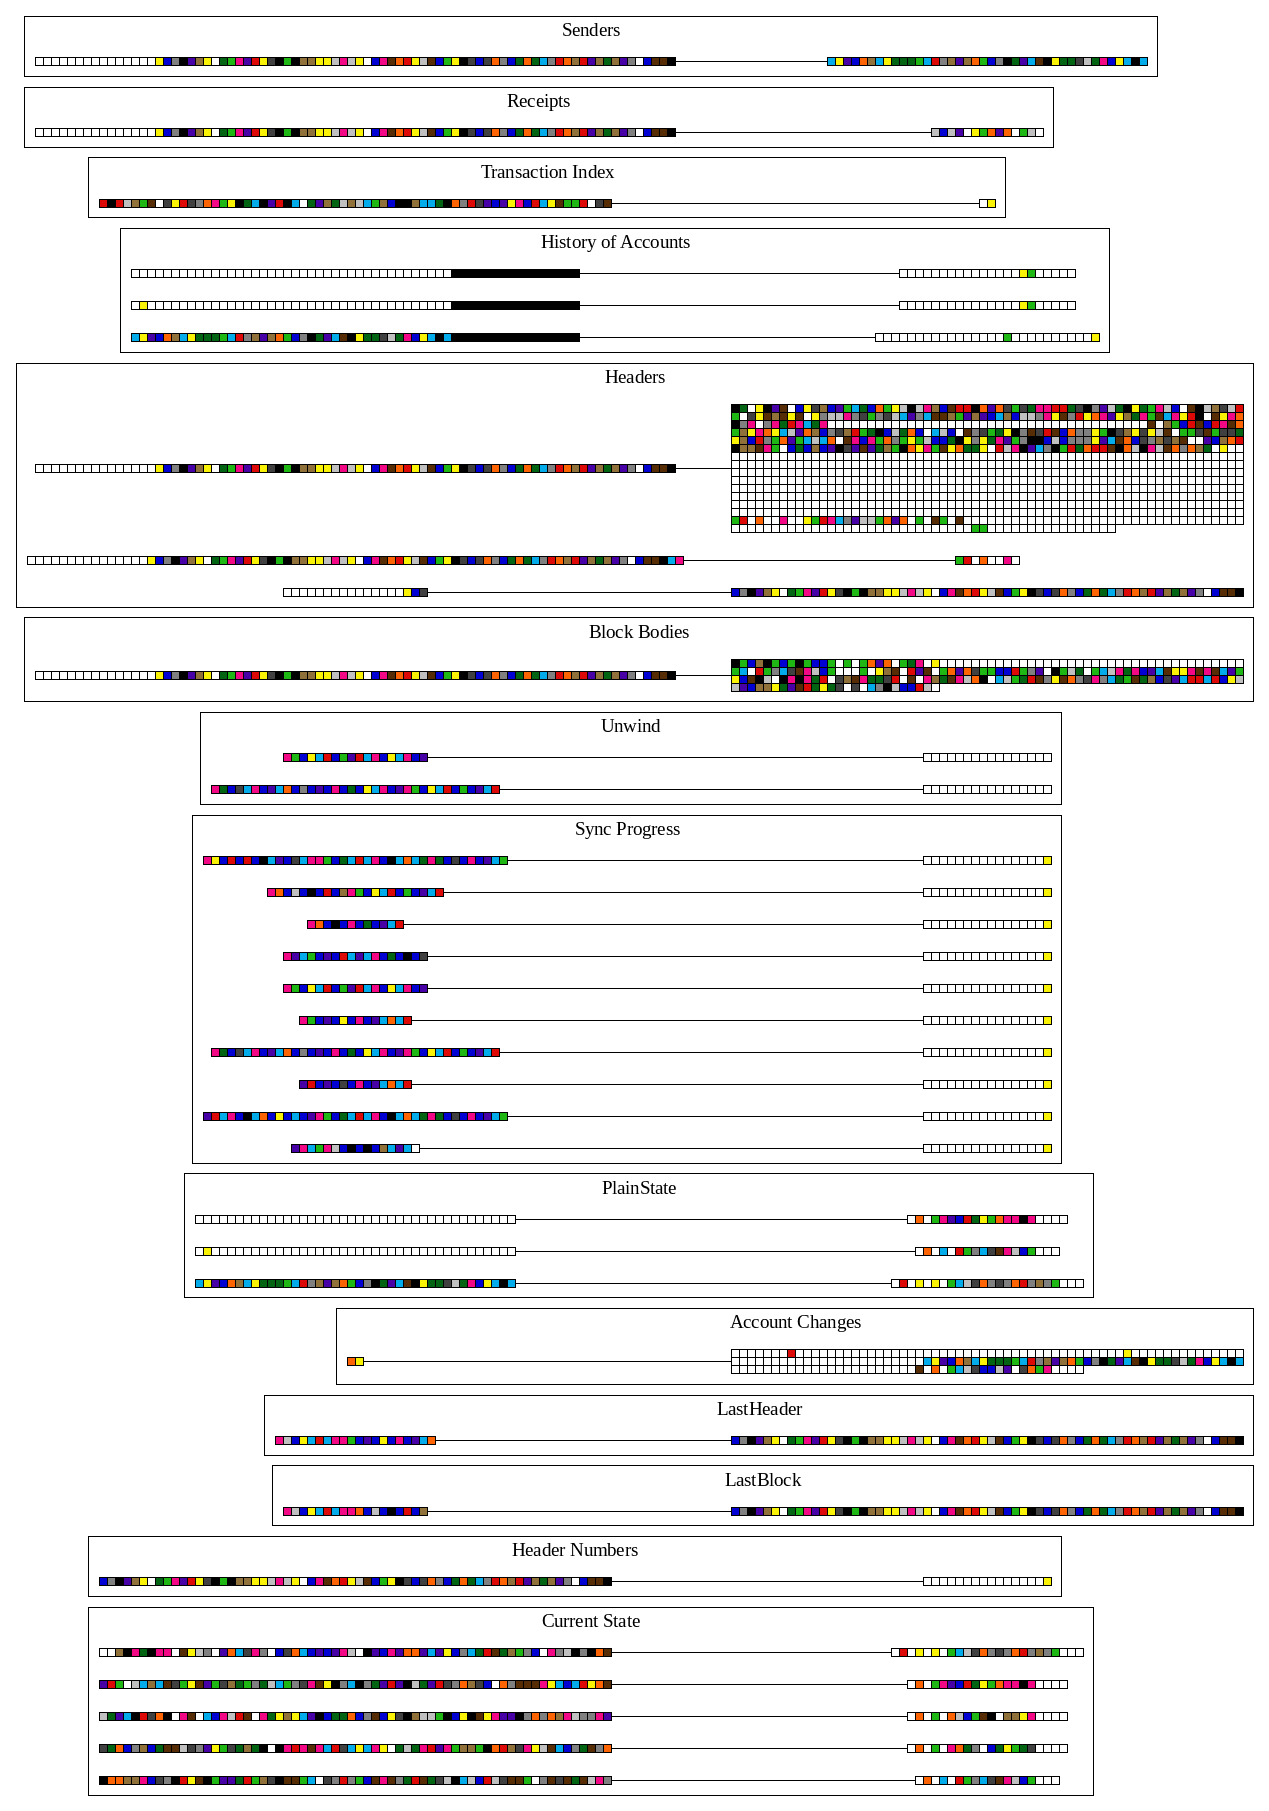 Senders
Receipts
Transaction Index
History of Accounts
Headers
Block Bodies
Unwind
Sync Progress
PlainState
Account Changes
LastHeader
LastBlock
Header Numbers
Current State